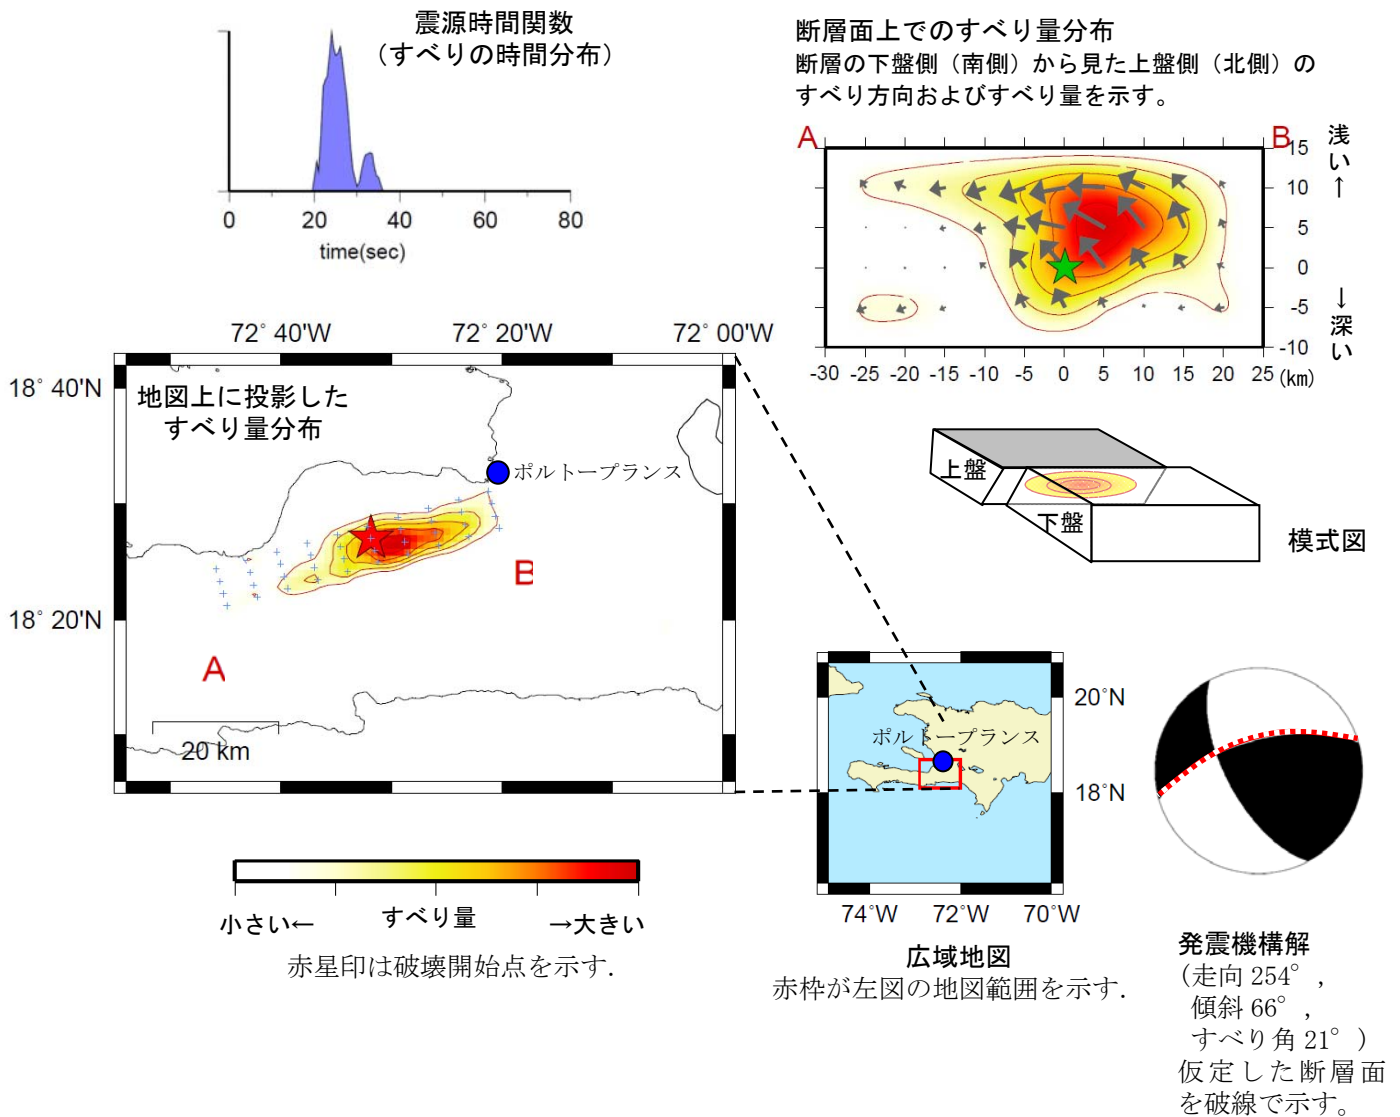 震源時間関数
(すべりの時間分布)
0 20 40 60 80
time(sec)
断層面上でのすべり量分布
断層の下盤側（南側）から見た上盤側（北側）の
すべり方向およびすべり量を示す。
A
B
浅い↑
↓深い
15
10
5
0
-5
-10
-30 -25 -20 -15 -10 -5 0 5 10 15 20 25 (km)
72°40'W 72°20'W 72°00'W
18°40'N
18°20'N
地図上に投影した
すべり量分布
ポルトープランス
B
A
20 km
上盤
下盤
模式図
小さい← すべり量 →大きい
赤星印は破壊開始点を示す.
ポルトープランス
20°N
18°N
74°W 72°W 70°W
広域地図
赤枠が左図の地図範囲を示す.
発震機構解
(走向 254°,
傾斜 66°,
すべり角 21°)
仮定した断層面
を破線で示す。